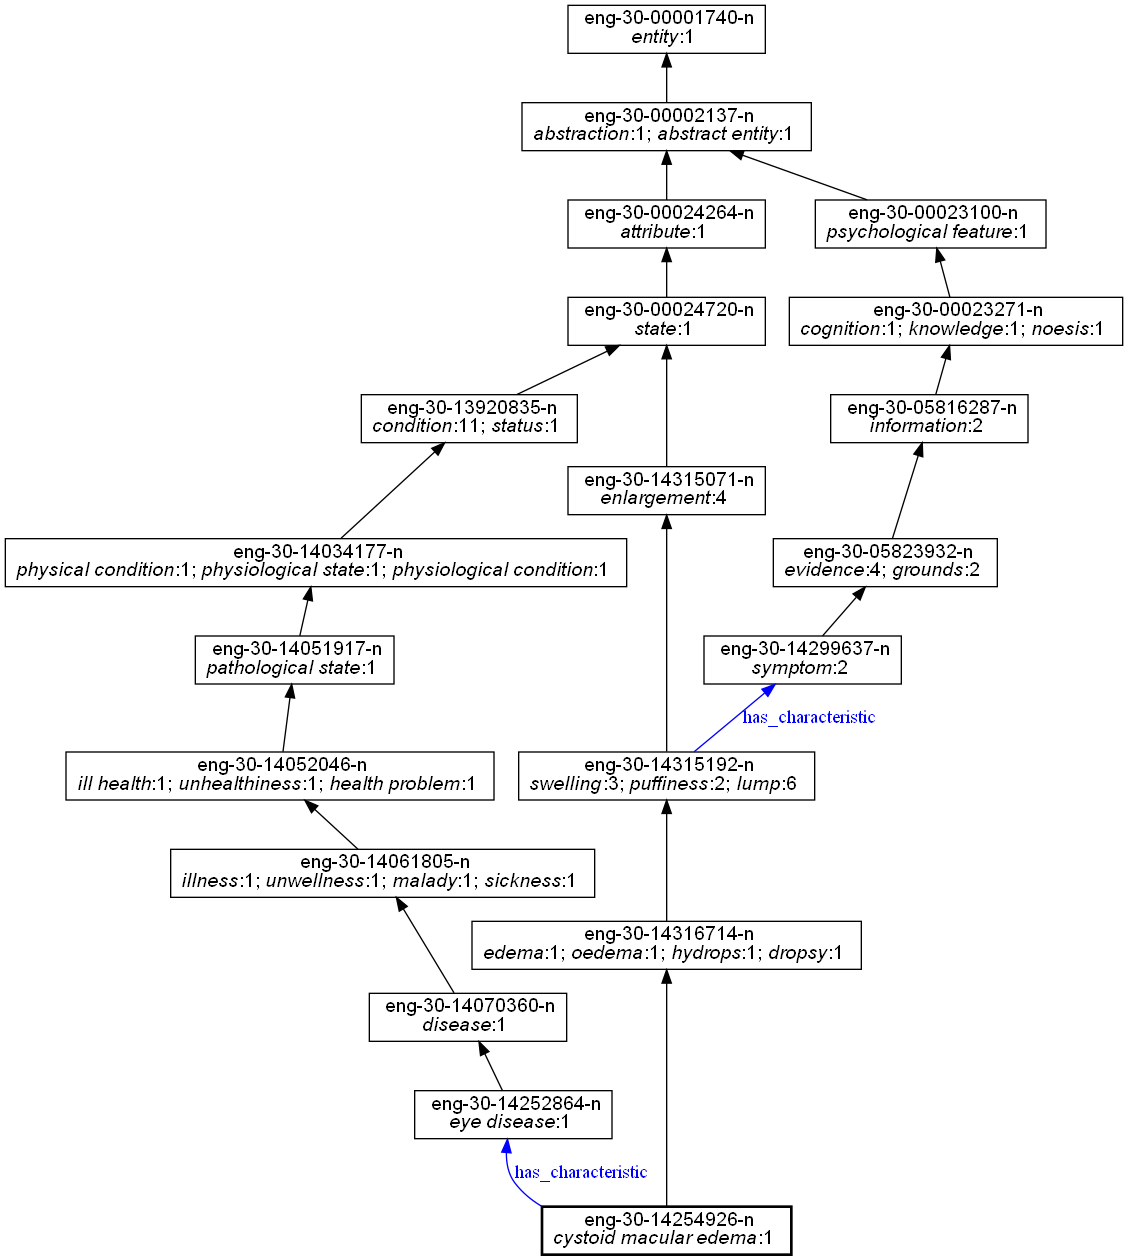 eng-30-00001740-n
entity:1
eng-30-00002137-n
abstraction:1; abstract entity:1
eng-30-00024264-n
attribute:1
eng-30-00023100-n
psychological feature:1
eng-30-00024720-n
state:1
eng-30-00023271-n
cognition:1; knowledge:1; noesis:1
eng-30-13920835-n
condition:11; status:1
eng-30-05816287-n
information:2
eng-30-14315071-n
enlargement:4
eng-30-14034177-n
physical condition:1; physiological state:1; physiological condition:1
eng-30-05823932-n
evidence:4; grounds:2
eng-30-14051917-n
pathological state:1
eng-30-14299637-n
symptom:2
has_characteristic
eng-30-14052046-n
ill health:1; unhealthiness:1; health problem:1
eng-30-14315192-n
swelling:3; puffiness:2; lump:6
eng-30-14061805-n
illness:1; unwellness:1; malady:1; sickness:1
eng-30-14316714-n
edema:1; oedema:1; hydrops:1; dropsy:1
eng-30-14070360-n
disease:1
eng-30-14252864-n
eye disease:1
has_characteristic
eng-30-14254926-n
cystoid macular edema:1